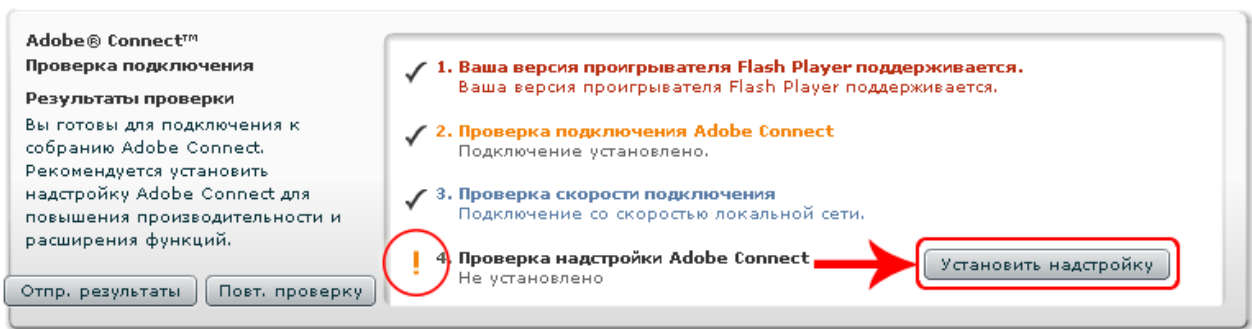 Adobe® Connect™
Проверка подключения
Результаты проверки
Вы готовы для подключения к
собранию Adobe Connect.
Рекомендуется установить
надстройку Adobe Connect для
повышения производительности и
расширения функций.
Отпр. результаты
Повт. проверку
1. Ваша версия проигрывателя Flash Player поддерживается.
Ваша версия проигрывателя Flash Player поддерживается.
2. Проверка подключения Adobe Connect
Подключение установлено.
3. Проверка скорости подключения
Подключение со скоростью локальной сети.
! 4. Проверка надстройки Adobe Connect
Не установлено
Установить надстройку